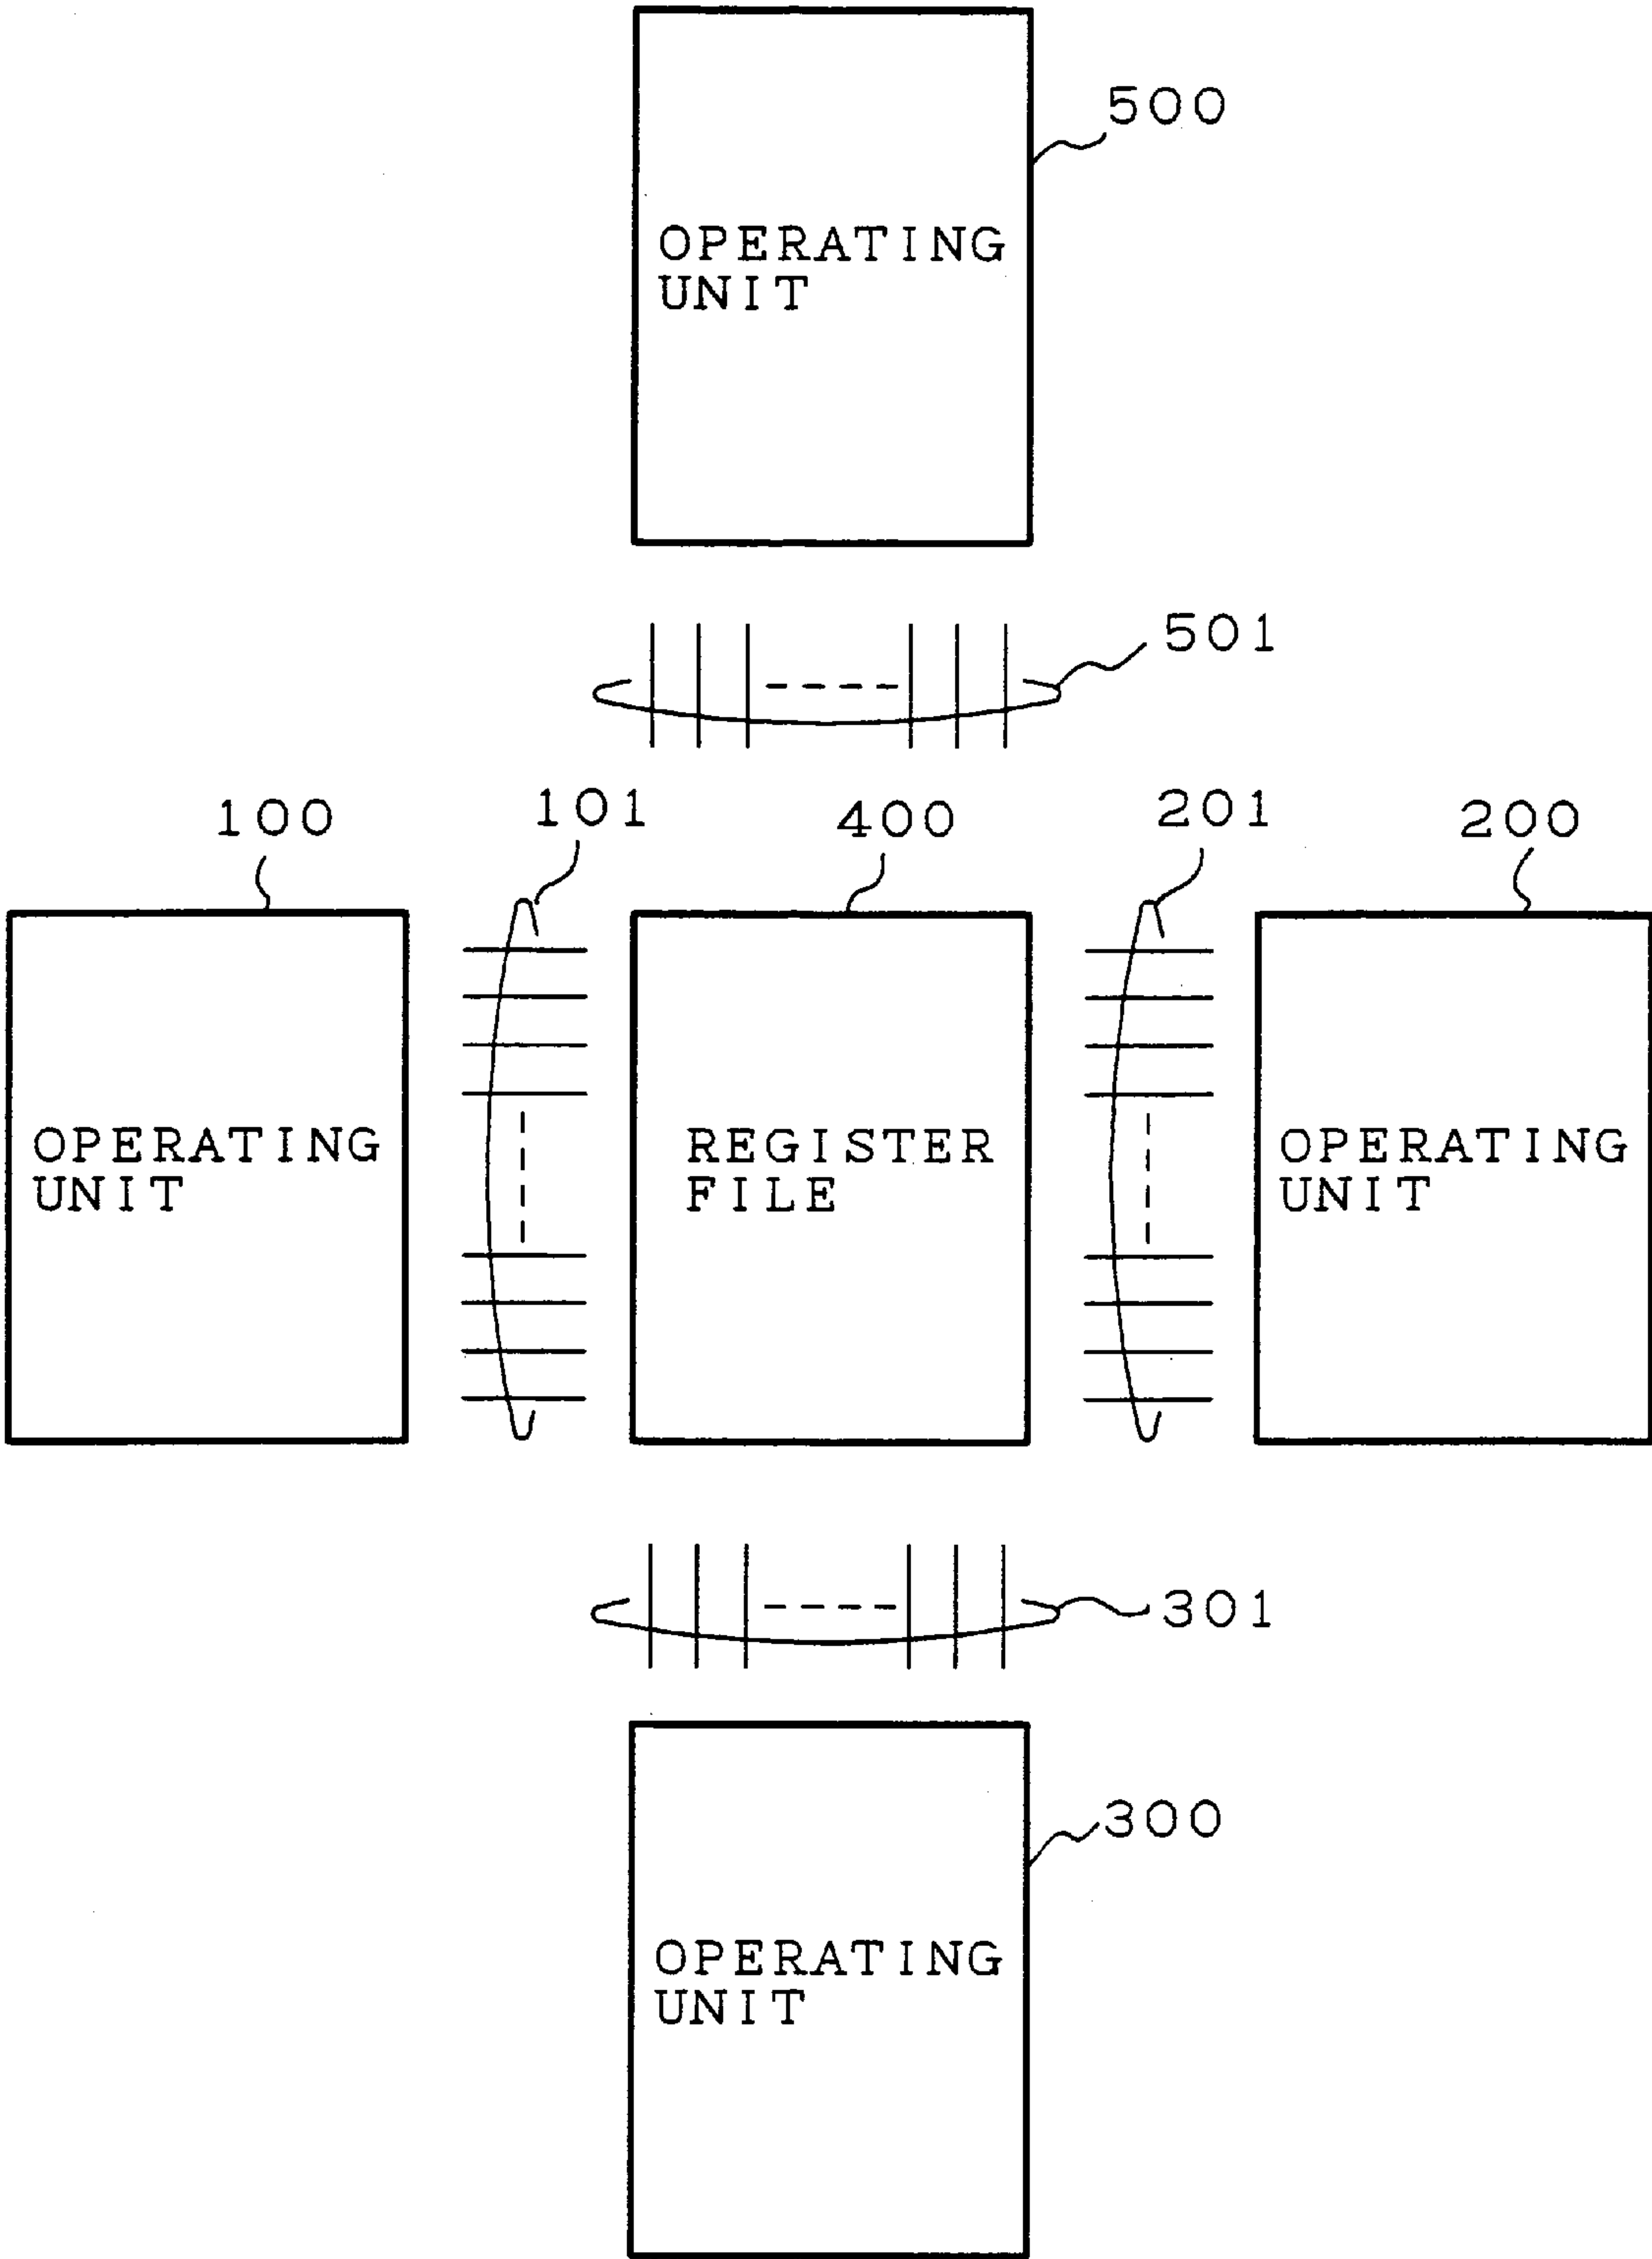 500
OPERATING
UNIT
501
100
101
400
201
200
OPERATING
UNIT
REGISTER
FILE
OPERATING
UNIT
301
300
OPERATING
UNIT